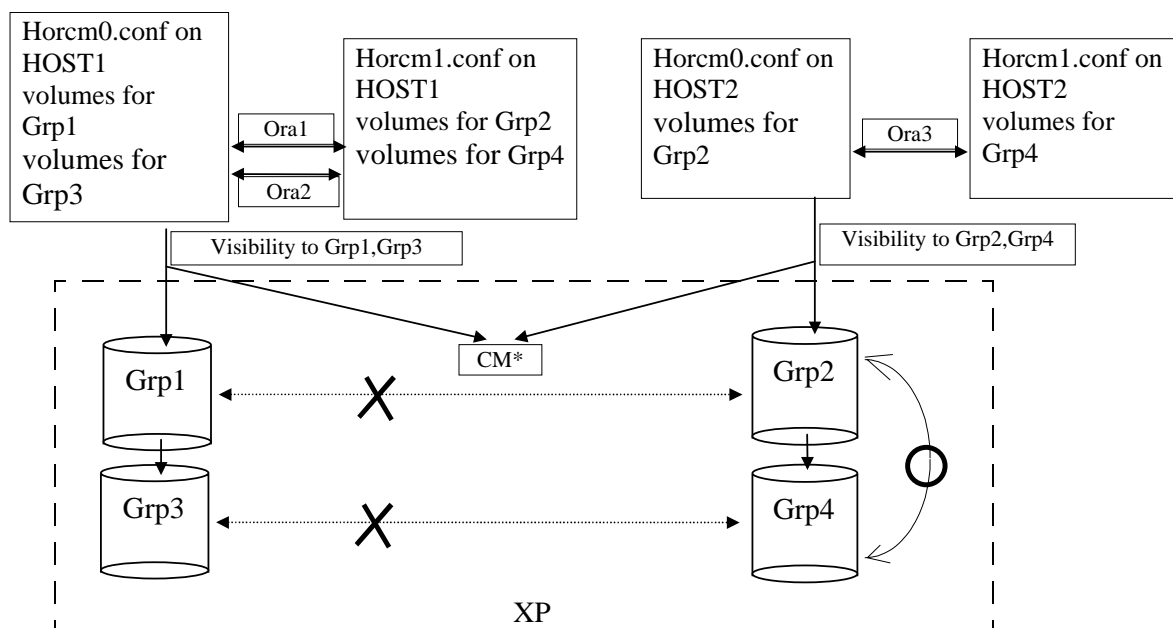 Horcm0.conf on
HOST1
volumes for
Grp1
volumes for
Grp3
Ora1
Ora2
Horcm1.conf on
HOST1
volumes for Grp2
volumes for Grp4
Horcm0.conf on
HOST2
volumes for
Grp2
Ora3
Horcm1.conf on
HOST2
volumes for
Grp4
Visibility to Grp1,Grp3
Visibility to Grp2,Grp4
CM*
Grp1
Grp2
Grp3
Grp4
XP